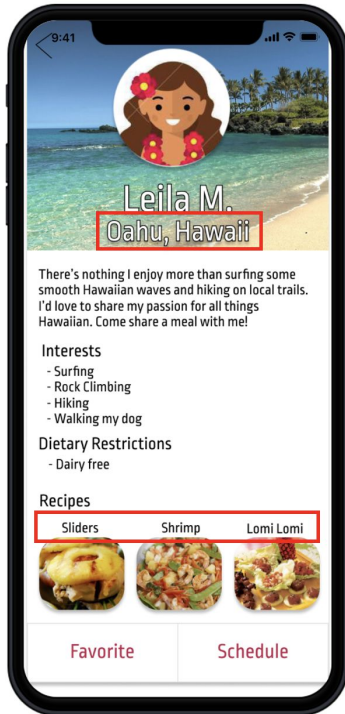 9:41
Leila M.
Oahu, Hawaii
There's nothing I enjoy more than surfing some
smooth Hawaiian waves and hiking on local trails.
I'd love to share my passion for all things
Hawaiian. Come share a meal with me!
Interests
- Surfing
- Rock Climbing
- Hiking
- Walking my dog
Dietary Restrictions
- Dairy free
Recipes
Sliders Shrimp Lomi Lomi
Favorite Schedule